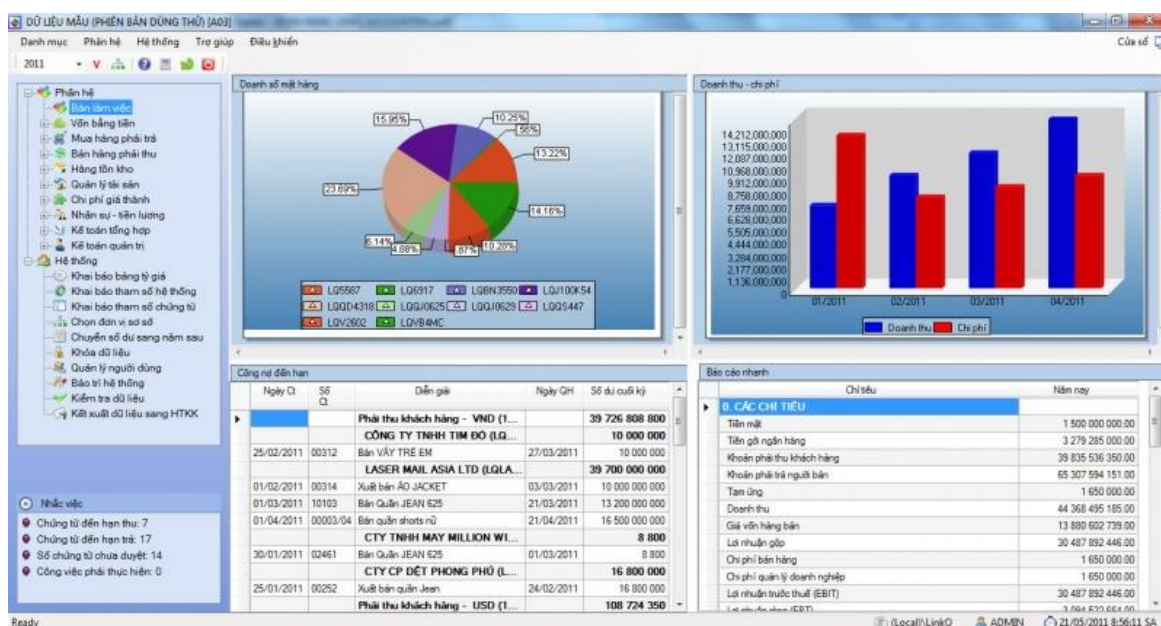 DỮ LIỆU MẪU (PHIÊN BẢN DÙNG THỬ) [A03]
Danh mục Phân hệ Hệ thống Trợ giúp Điều khiển Cửa sổ
2011
Phân hệ
Bàn làm việc
Vốn bằng tiền
Mua hàng phải trả
Bán hàng phải thu
Hàng tồn kho
Quản lý tài sản
Chi phí giá thành
Nhân sự - tiền lương
Kế toán tổng hợp
Kế toán quản trị
Hệ thống
Khai báo bảng tỷ giá
Khai báo tham số hệ thống
Khai báo tham số chứng từ
Chọn đơn vị sơ sở
Chuyển số dư sang năm sau
Khóa dữ liệu
Quản lý người dùng
Bảo trì hệ thống
Kiểm tra dữ liệu
Kết xuất dữ liệu sang HTKK
Nhắc việc
Chứng từ đến hạn thu: 7
Chứng từ đến hạn trả: 17
Số chứng từ chưa duyệt: 14
Công việc phải thực hiện: 0
Doanh số mặt hàng
15.95% 10.25%
.56%
13.22%
23.69%
14.16%
6.14% 4.88% .87% 10.28%
LQ5587 LQ6917 LQBN3550 LQJ100K54
LQQD4318 LQQJ0625 LQQJ0629 LQQS447
LQV2602 LQVB4MC
Doanh thu - chi phí
14,212,000,000
13,115,000,000
12,087,000,000
10,968,000,000
9,912,000,000
8,758,000,000
7,659,000,000
6,628,000,000
5,505,000,000
4,444,000,000
3,284,000,000
2,177,000,000
1,136,000,000
0
01/2011 02/2011 03/2011 04/2011
Doanh thu Chi phí
Công nợ đến hạn
Ngày Ct Số Ct Diễn giải Ngày GH Số dư cuối kỳ
Phải thu khách hàng - VND (1... 39 726 808 800
CÔNG TY TNHH TIM ĐỎ (LQ... 10 000 000
25/02/2011 00312 Bán VÁY TRẺ EM 27/03/2011 10 000 000
LASER MAIL ASIA LTD (LQLA... 39 700 000 000
01/02/2011 00314 Xuất bán ÁO JACKET 03/03/2011 10 000 000 000
01/03/2011 10103 Bán Quần JEAN 625 21/03/2011 13 200 000 000
01/04/2011 00003/04 Bán quần shorts nữ 21/04/2011 16 500 000 000
CTY TNHH MAY MILLION WI... 8 800
30/01/2011 02461 Bán Quần JEAN 625 01/03/2011 8 800
CTY CP DỆT PHONG PHÚ (L... 16 800 000
25/01/2011 00252 Xuất bán quần Jean 24/02/2011 16 800 000
Phải thu khách hàng - USD (1... 108 724 350
Báo cáo nhanh
Chỉ tiêu Năm nay
0. CÁC CHỈ TIÊU
Tiền mặt 1 500 000 000.00
Tiền gởi ngân hàng 3 279 285 000.00
Khoản phải thu khách hàng 39 835 536 350.00
Khoản phải trả người bán 65 307 594 151.00
Tạm ứng 1 650 000.00
Doanh thu 44 368 495 185.00
Giá vốn hàng bán 13 880 602 739.00
Lợi nhuận gộp 30 487 892 446.00
Chi phí bán hàng 1 650 000.00
Chi phí quản lý doanh nghiệp 1 650 000.00
Lợi nhuận trước thuế (EBIT) 30 487 892 446.00
Ready (Local)\LinkQ ADMIN 21/05/2011 8:56:11 SA